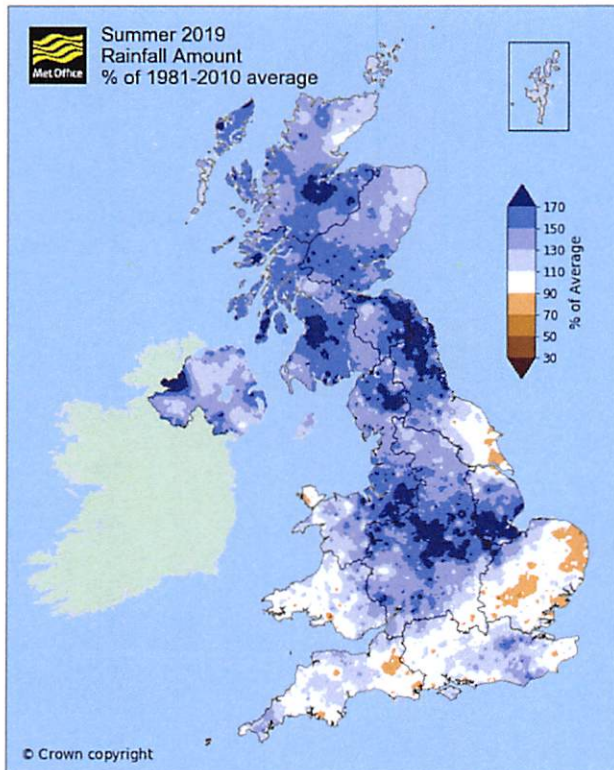 Met Office
Summer 2019
Rainfall Amount
% of 1981-2010 average
170
150
130
110
90
70
50
30
% of Average
© Crown copyright